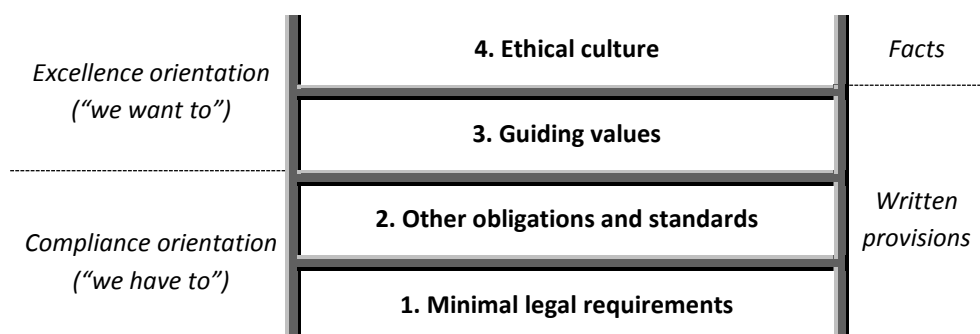 4. Ethical culture
Facts
Excellence orientation
(“we want to”)
3. Guiding values
2. Other obligations and standards
Written
provisions
Compliance orientation
(“we have to”)
1. Minimal legal requirements